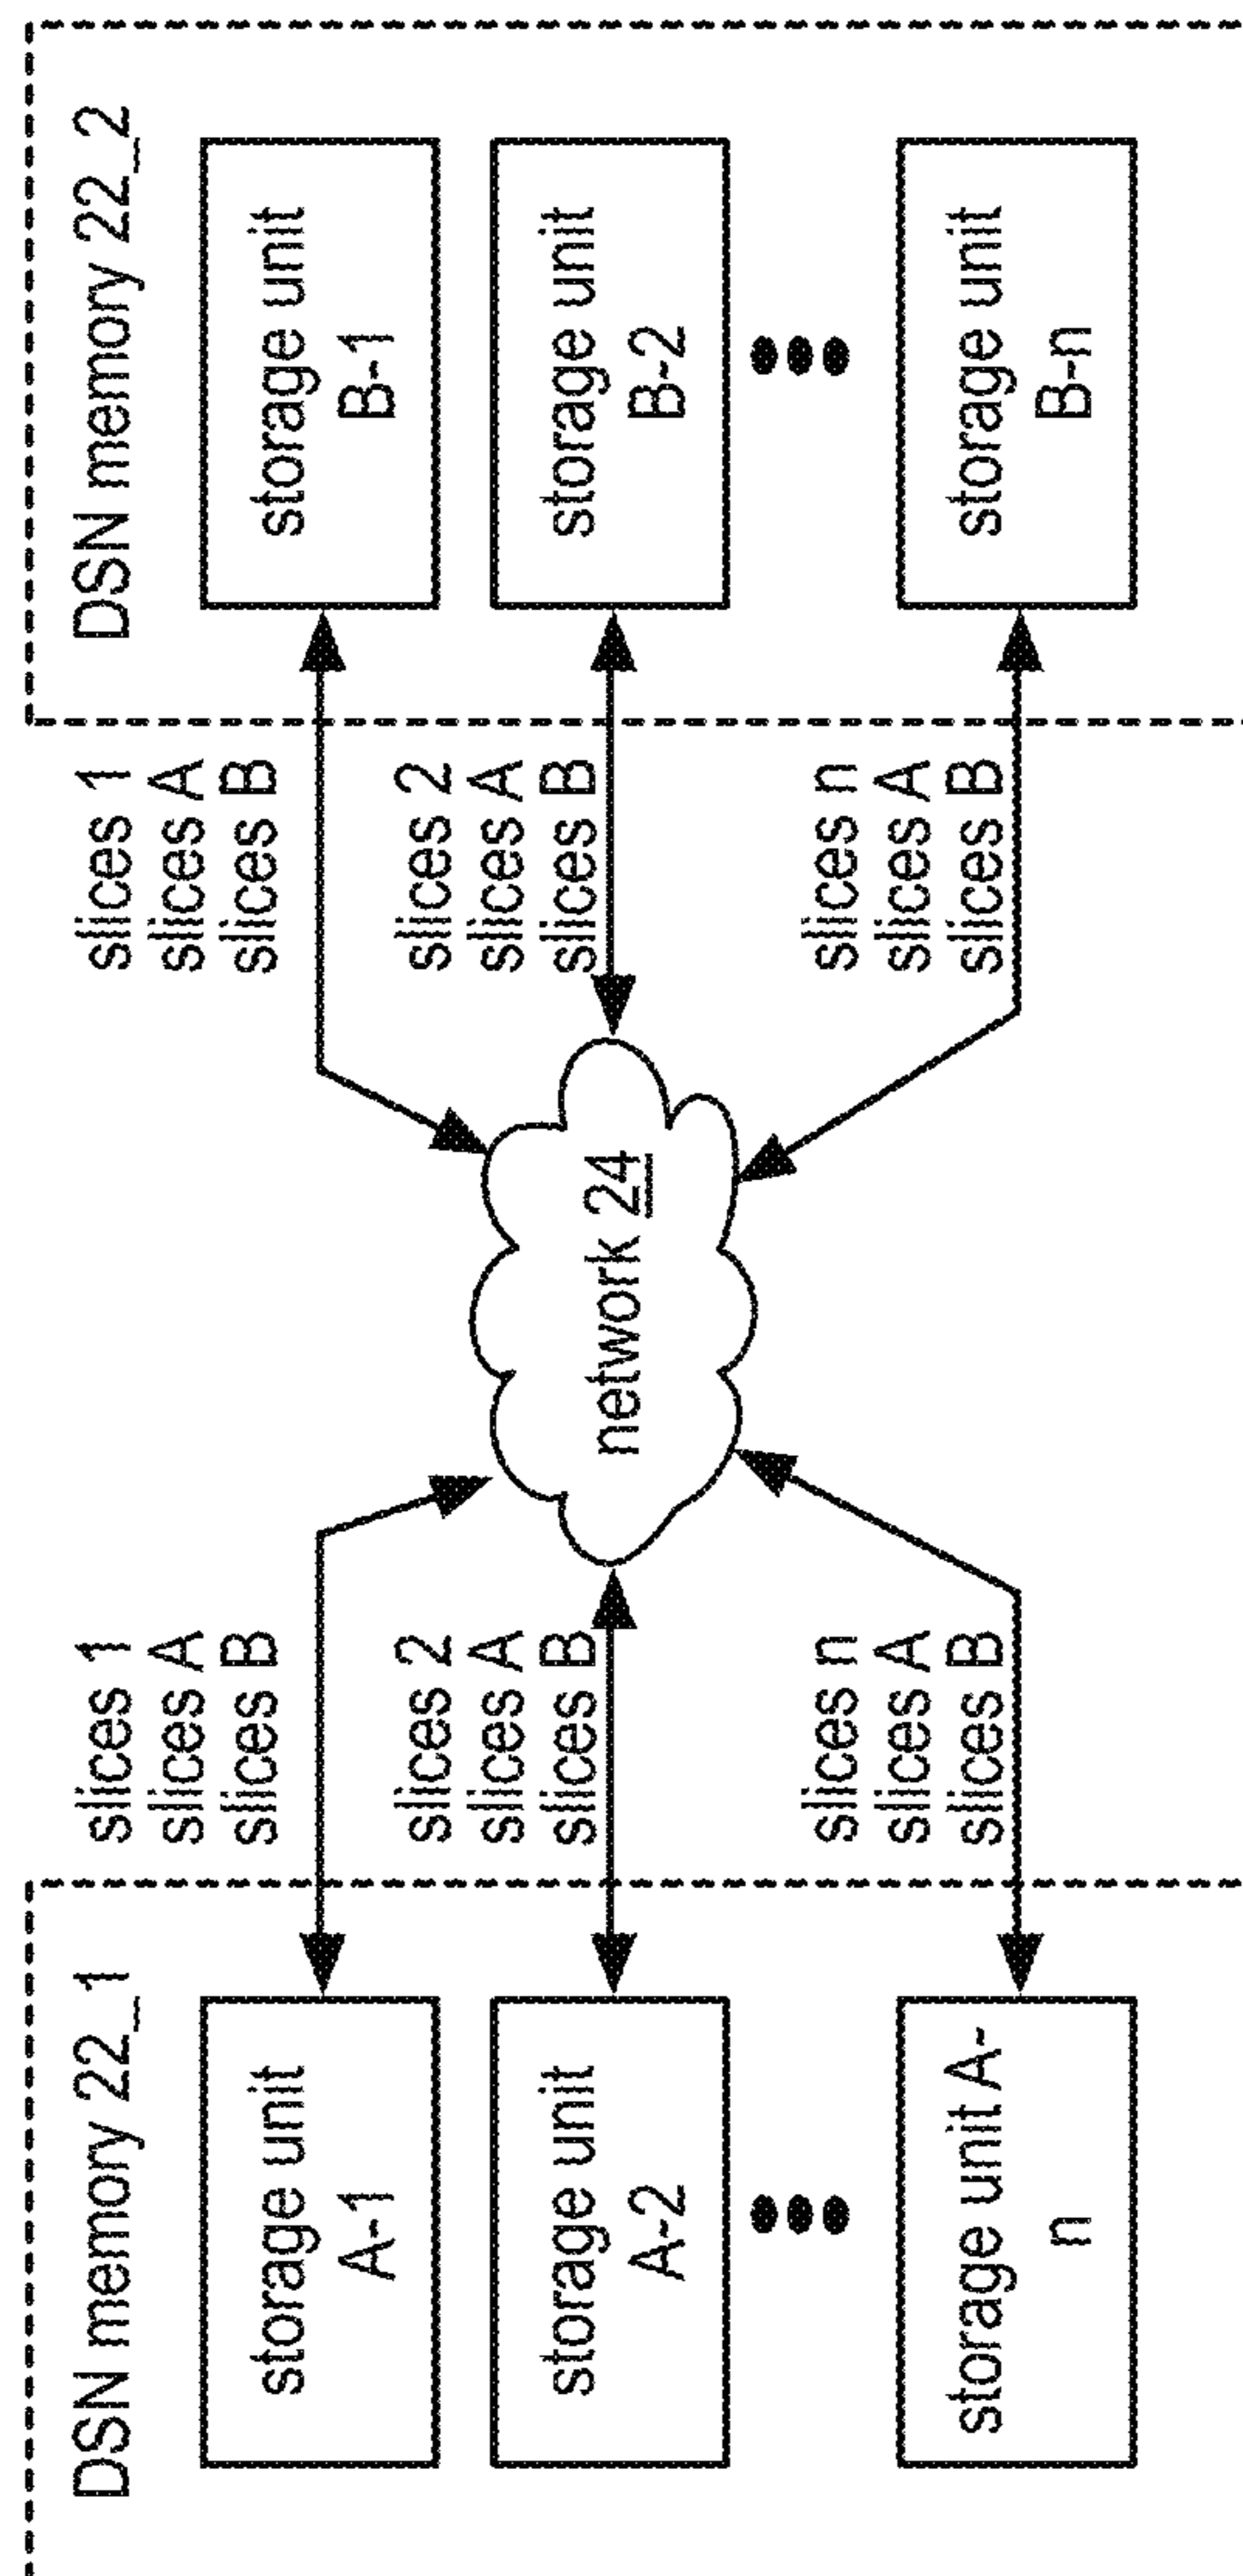 DSN memory 22_1
storage unit
A-1
storage unit
A-2
storage unit A-
n
slices 1
slices A
slices B
slices 2
slices A
slices B
slices n
slices A
slices B
network 24
slices 1
slices A
slices B
slices 2
slices A
slices B
slices n
slices A
slices B
DSN memory 22_2
storage unit
B-1
storage unit
B-2
storage unit
B-n